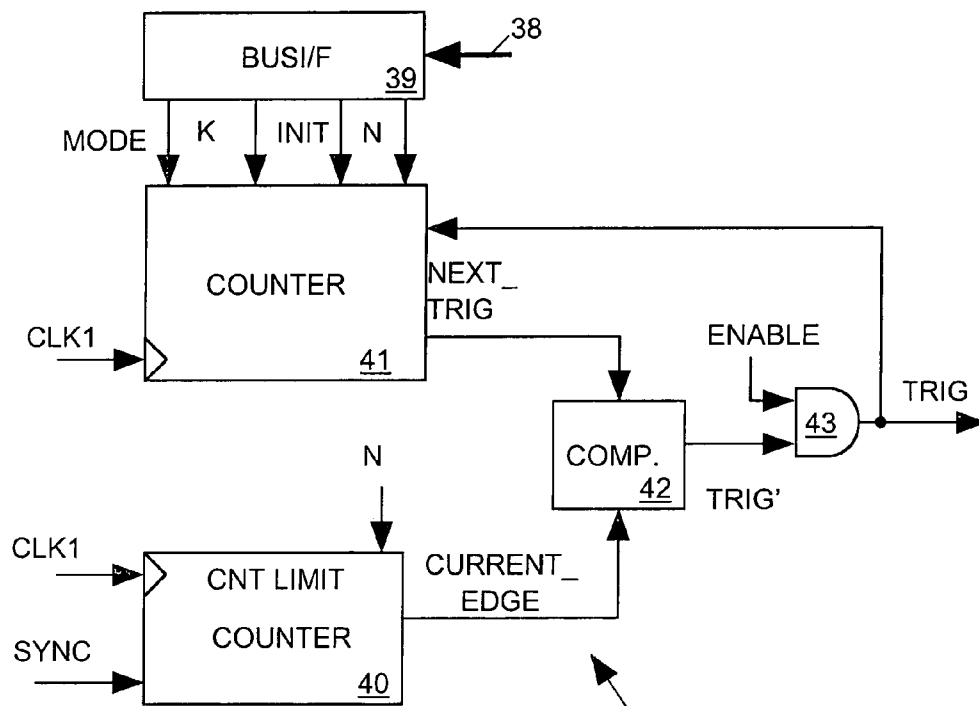 38
BUSI/F
39
MODE
K
INIT
N
COUNTER
NEXT_
TRIG
CLK1
41
ENABLE
TRIG
43
COMP.
42
TRIG'
N
CLK1
CNT LIMIT
CURRENT_
EDGE
COUNTER
SYNC
40